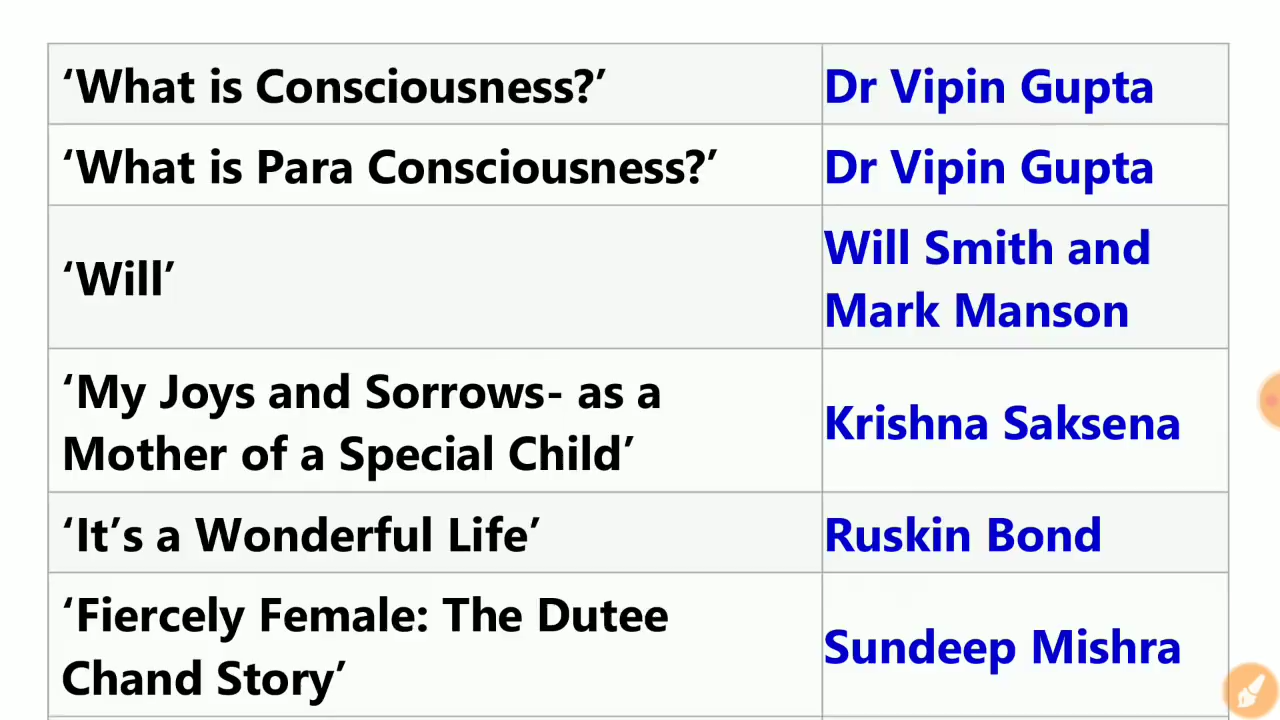 ‘What is Consciousness?’ Dr Vipin Gupta
‘What is Para Consciousness?’ Dr Vipin Gupta
‘Will’ Will Smith and
Mark Manson
‘My Joys and Sorrows- as a
Mother of a Special Child’ Krishna Saksena
‘It’s a Wonderful Life’ Ruskin Bond
‘Fiercely Female: The Dutee
Chand Story’ Sundeep Mishra